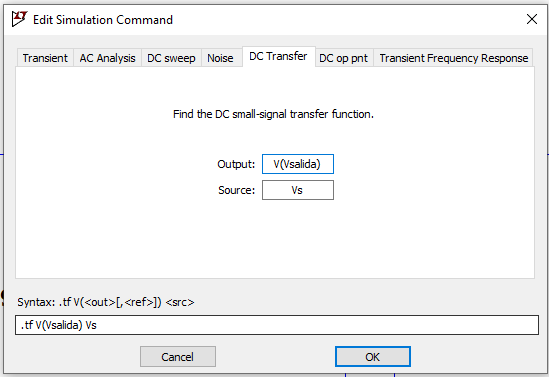 Edit Simulation Command
Transient AC Analysis DC sweep Noise DC Transfer DC op pnt Transient Frequency Response
Find the DC small-signal transfer function.
Output: V(Vsalida)
Source: Vs
Syntax: .tf V(<out>[,<ref>]) <src>
.tf V(Vsalida) Vs
Cancel OK